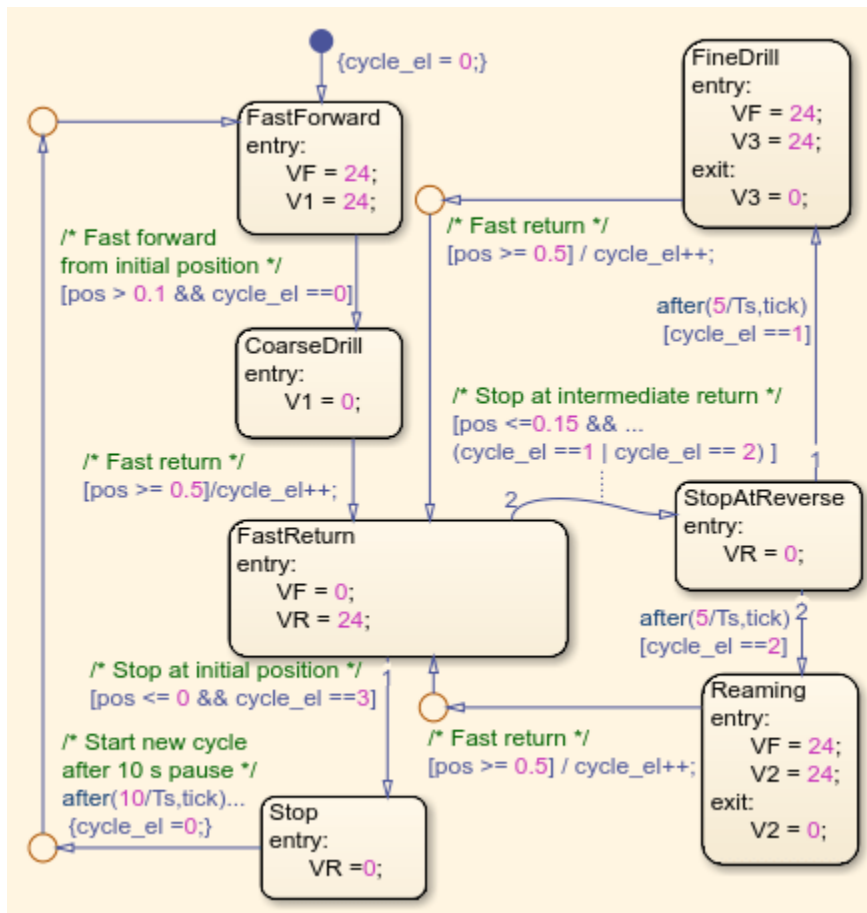 {cycle_el = 0;}
FastForward
entry:
VF = 24;
V1 = 24;
/* Fast forward
from initial position */
[pos > 0.1 && cycle_el ==0]
CoarseDrill
entry:
V1 = 0;
/* Fast return */
[pos >= 0.5]/cycle_el++;
FastReturn
entry:
VF = 0;
VR = 24;
/* Stop at initial position */
1
[pos <= 0 && cycle_el ==3]
/* Start new cycle
after 10 s pause */
after(10/Ts,tick)...
{cycle_el =0;}
Stop
entry:
VR =0;
FineDrill
entry:
VF = 24;
V3 = 24;
exit:
V3 = 0;
/* Fast return */
[pos >= 0.5] / cycle_el++;
after(5/Ts,tick)
[cycle_el ==1]
/* Stop at intermediate return */
[pos <=0.15 && ...
(cycle_el ==1 | cycle_el == 2) ]
1
2
StopAtReverse
entry:
VR = 0;
2
after(5/Ts,tick)
[cycle_el ==2]
Reaming
entry:
VF = 24;
V2 = 24;
exit:
V2 = 0;
/* Fast return */
[pos >= 0.5] / cycle_el++;